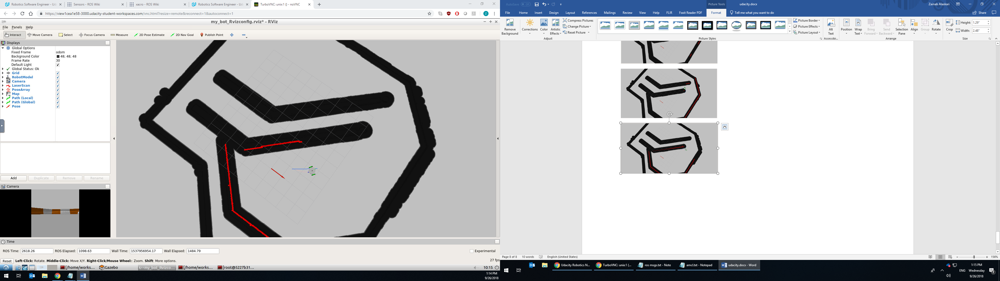 Robotics Software Engineer - Ud
Sensors - ROS Wiki
xacro - ROS Wiki
Robotics Software Engineer - Ud
TurboVNC: unix:1 () - noVNC
https://view1cea1e58-3000.udacity-student-workspaces.com/vnc.html?resize=remote&reconnect=1&autoconnect=1
my_bot_Rvizconfig.rviz* - RViz
File Panels Help
Interact Move Camera Select Focus Camera Measure 2D Pose Estimate 2D Nav Goal Publish Point
Displays
Global Options
Fixed Frame odom
Background Color 48; 48; 48
Frame Rate 30
Default Light
Global Status: Ok
Grid
RobotModel
Camera
LaserScan
PoseArray
Map
Path (Local)
Path (Global)
Pose
Add Duplicate Remove Rename
Camera
Time
ROS Time: 2618.26 ROS Elapsed: 1098.63 Wall Time: 1537956954.17 Wall Elapsed: 1484.79 Experimental
Reset Left-Click: Rotate. Middle-Click: Move X/Y. Right-Click/Mouse Wheel:: Zoom. Shift: More options. 27 fps
[/home/works... Gazebo my_bot_Rvizco... [/home/works... [root@5227b31... 10:15
1:14 PM
9/26/2018
AutoSave Off
Picture Tools
udacity.docx
Zainab Alaskari
File Home Insert Design Layout References Mailings Review View Help FLIR Foxit Reader PDF Format Tell me what you want to do Share
Remove Background
Corrections
Color
Artistic Effects
Compress Pictures
Change Picture
Reset Picture
Adjust
Picture Styles
Picture Border
Picture Effects
Picture Layout
Alt Text
Accessibili...
Position
Wrap Text
Bring Forward
Send Backward
Selection Pane
Align
Group
Rotate
Arrange
Crop
Height: 1.29"
Width: 2.48"
Size
Page 8 of 8 10 words English (United States) 156%
Udacity Robotics N... TurboVNC: unix:1 (... ros msgs.txt - Note amcl.txt - Notepad udacity.docx - Word
ENG
1:15 PM
Wednesday
9/26/2018
2